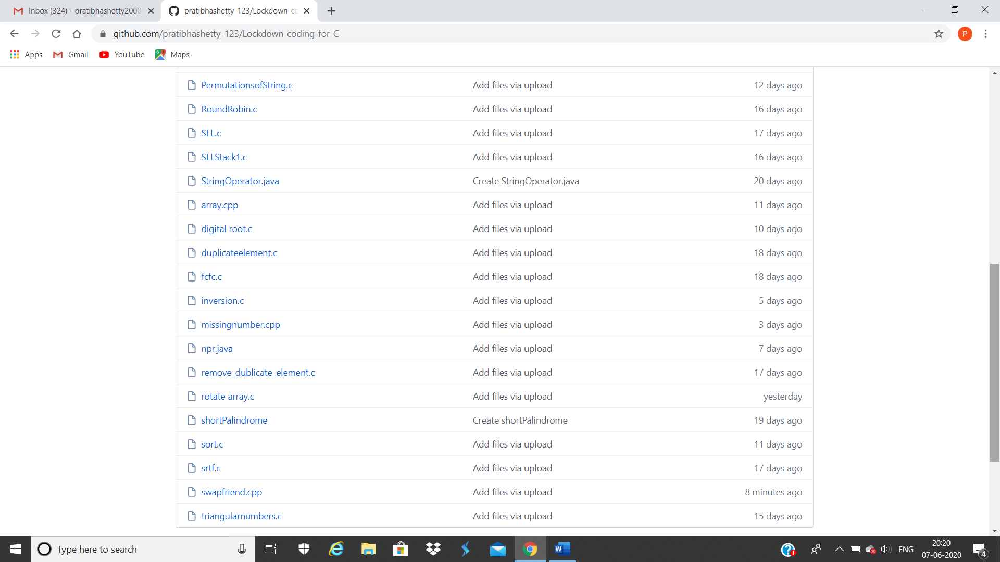 Inbox (324) - pratibhashetty2000
pratibhashetty-123/Lockdown-co
github.com/pratibhashetty-123/Lockdown-coding-for-C
P
Apps Gmail YouTube Maps
PermutationsofString.c Add files via upload 12 days ago
RoundRobin.c Add files via upload 16 days ago
SLL.c Add files via upload 17 days ago
SLLStack1.c Add files via upload 16 days ago
StringOperator.java Create StringOperator.java 20 days ago
array.cpp Add files via upload 11 days ago
digital root.c Add files via upload 10 days ago
duplicateelement.c Add files via upload 18 days ago
fcfc.c Add files via upload 18 days ago
inversion.c Add files via upload 5 days ago
missingnumber.cpp Add files via upload 3 days ago
npr.java Add files via upload 7 days ago
remove_dublicate_element.c Add files via upload 17 days ago
rotate array.c Add files via upload yesterday
shortPalindrome Create shortPalindrome 19 days ago
sort.c Add files via upload 11 days ago
srtf.c Add files via upload 17 days ago
swapfriend.cpp Add files via upload 8 minutes ago
triangularnumbers.c Add files via upload 15 days ago
Type here to search
ENG
20:20
07-06-2020
4